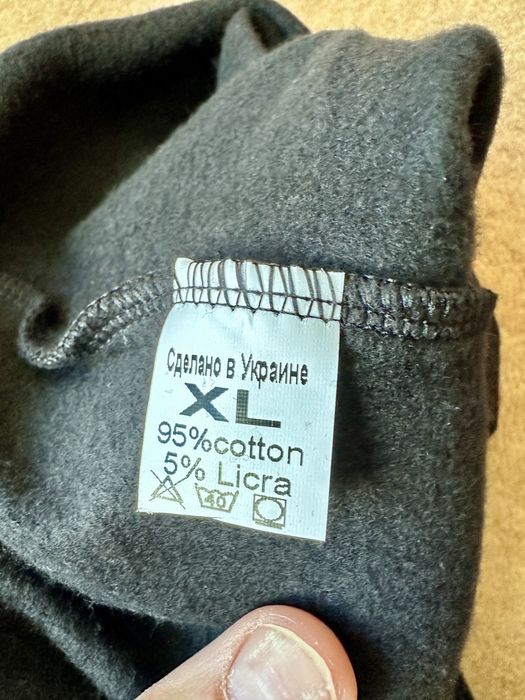 Сделано в Украине
XL
95%cotton
5% Licra
40